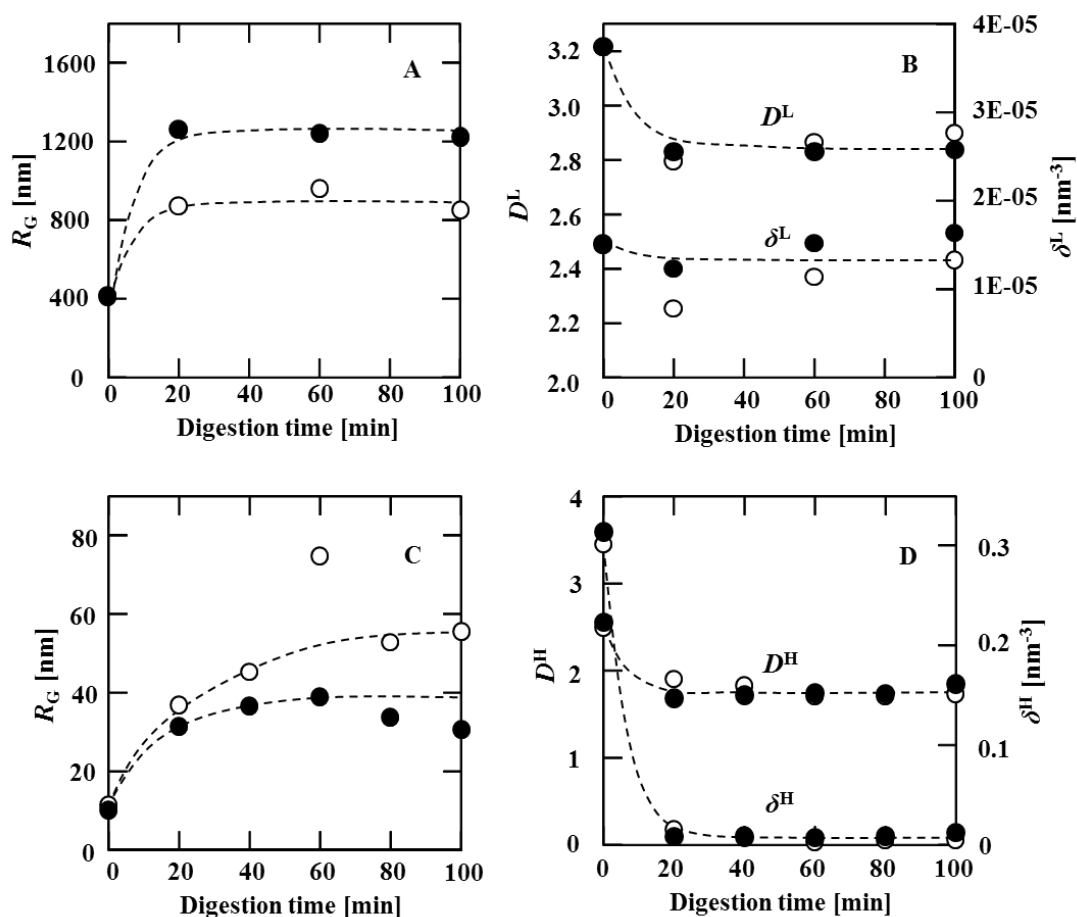 1600
1200
800
400
0
R_G [nm]
A
0 20 40 60 80 100
Digestion time [min]
3.2
3.0
2.8
2.6
2.4
2.2
2.0
D^L
B
D^L
δ^L
4E-05
3E-05
2E-05
1E-05
0
δ^L [nm^-3]
0 20 40 60 80 100
Digestion time [min]
80
60
40
20
0
R_G [nm]
C
0 20 40 60 80 100
Digestion time [min]
4
3
2
1
0
D^H
D
D^H
δ^H
0.3
0.2
0.1
0
δ^H [nm^-3]
0 20 40 60 80 100
Digestion time [min]